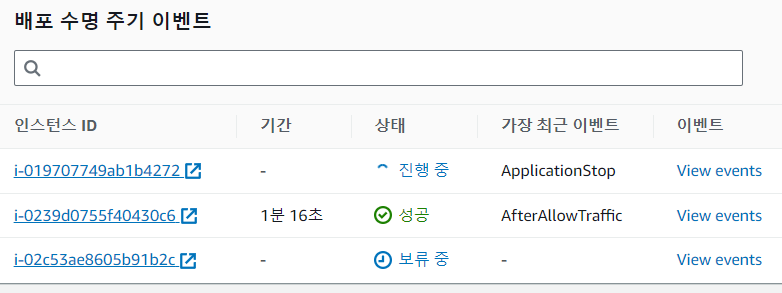 배포 수명 주기 이벤트
인스턴스 ID 기간 상태 가장 최근 이벤트 이벤트
i-019707749ab1b4272 - 진행 중 ApplicationStop View events
i-0239d0755f40430c6 1분 16초 성공 AfterAllowTraffic View events
i-02c53ae8605b91b2c - 보류 중 - View events